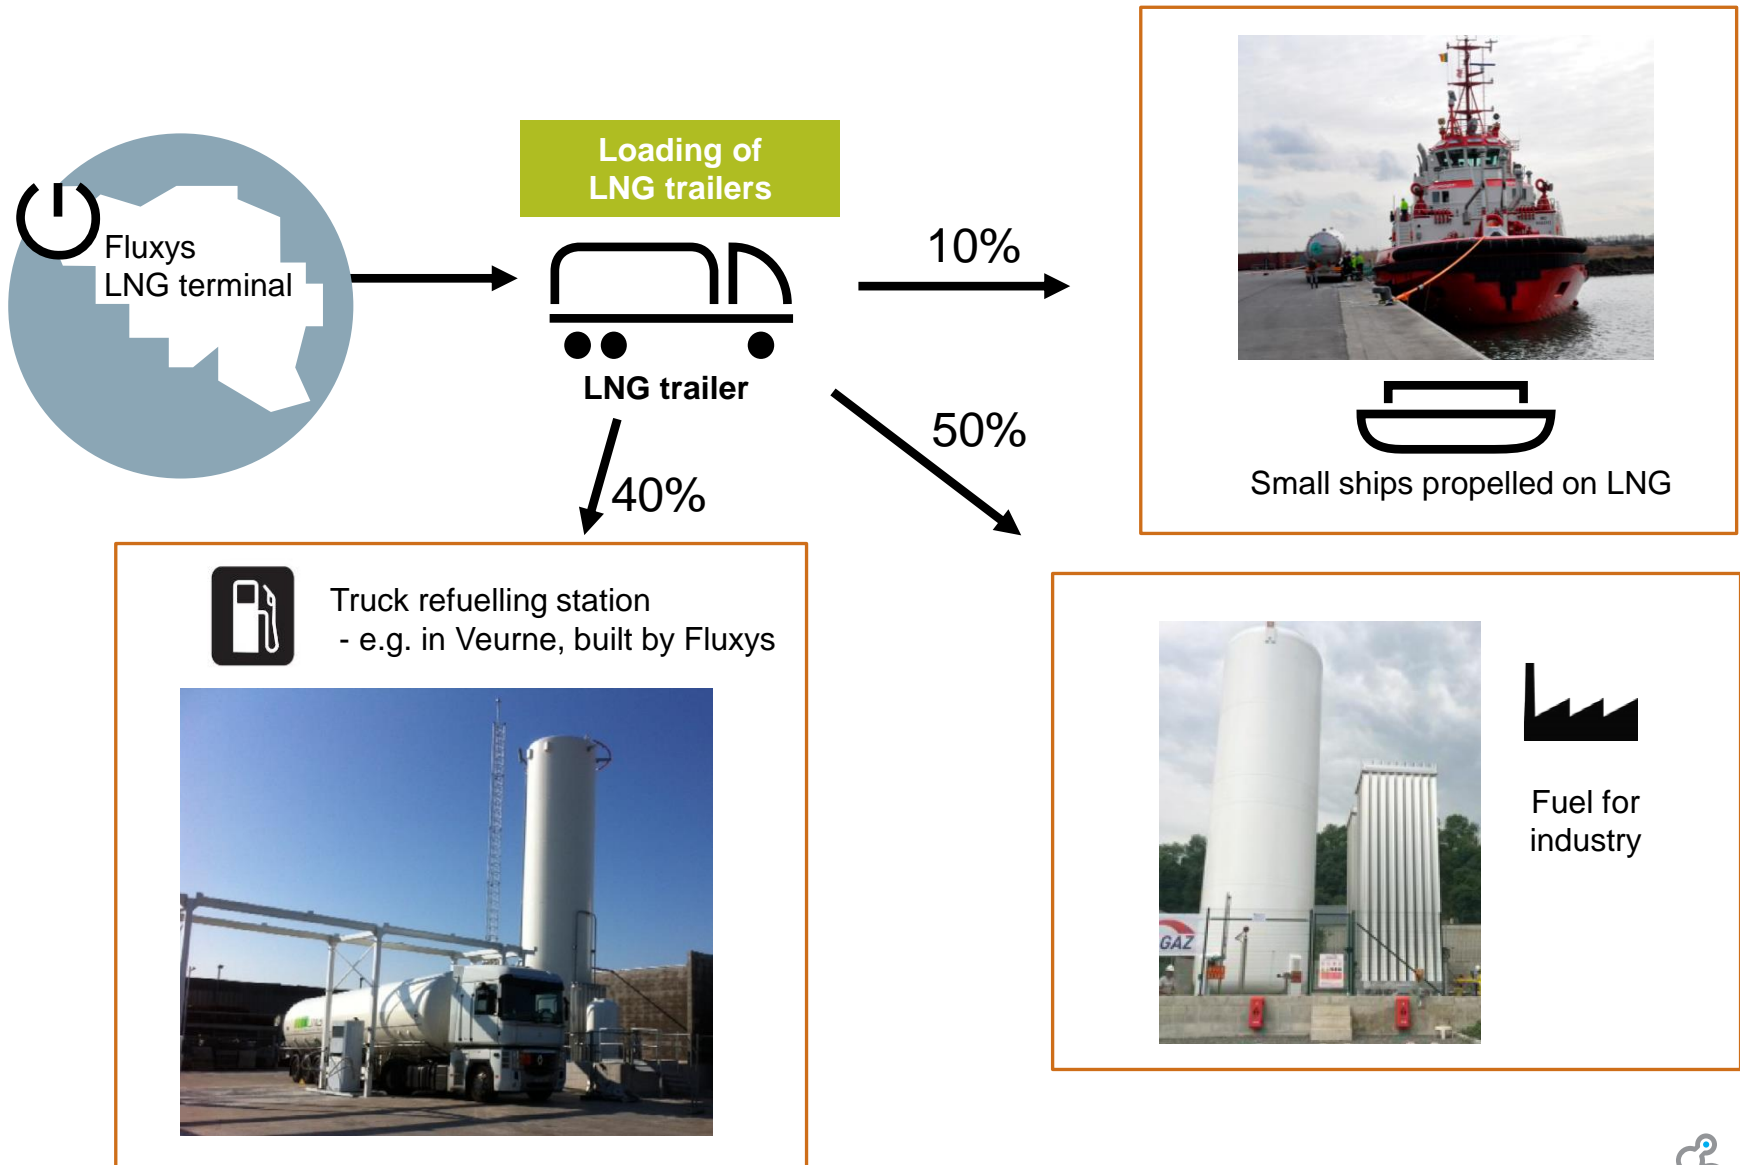 Loading of
LNG trailers
Fluxys
LNG terminal
10%
LNG trailer
50%
40%
Small ships propelled on LNG
Truck refuelling station
- e.g. in Veurne, built by Fluxys
Fuel for
industry
GAZ